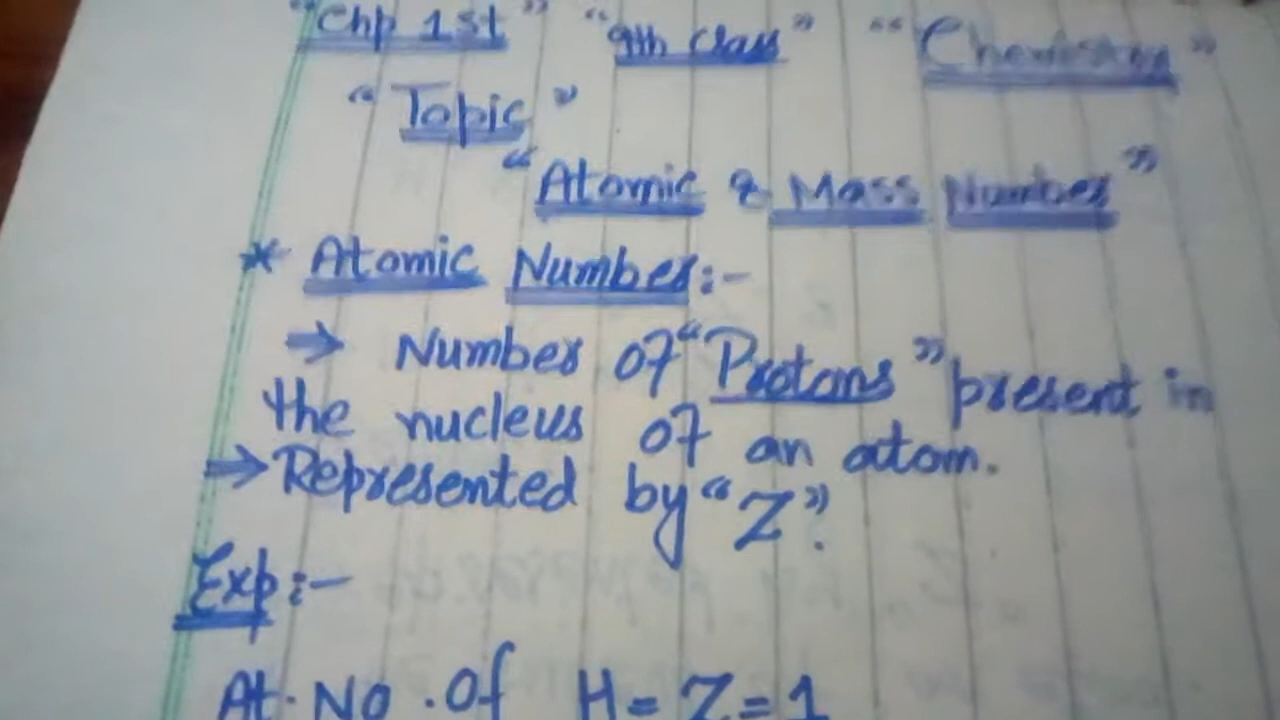 "Chp 1st" "9th Class" "Chemistry"
"Topic"
"Atomic & Mass Number"
* Atomic Number:-
→ Number of "Protons" present in
the nucleus of an atom.
⇒ Represented by "Z".
Exp:-
At. No. of H = Z = 1